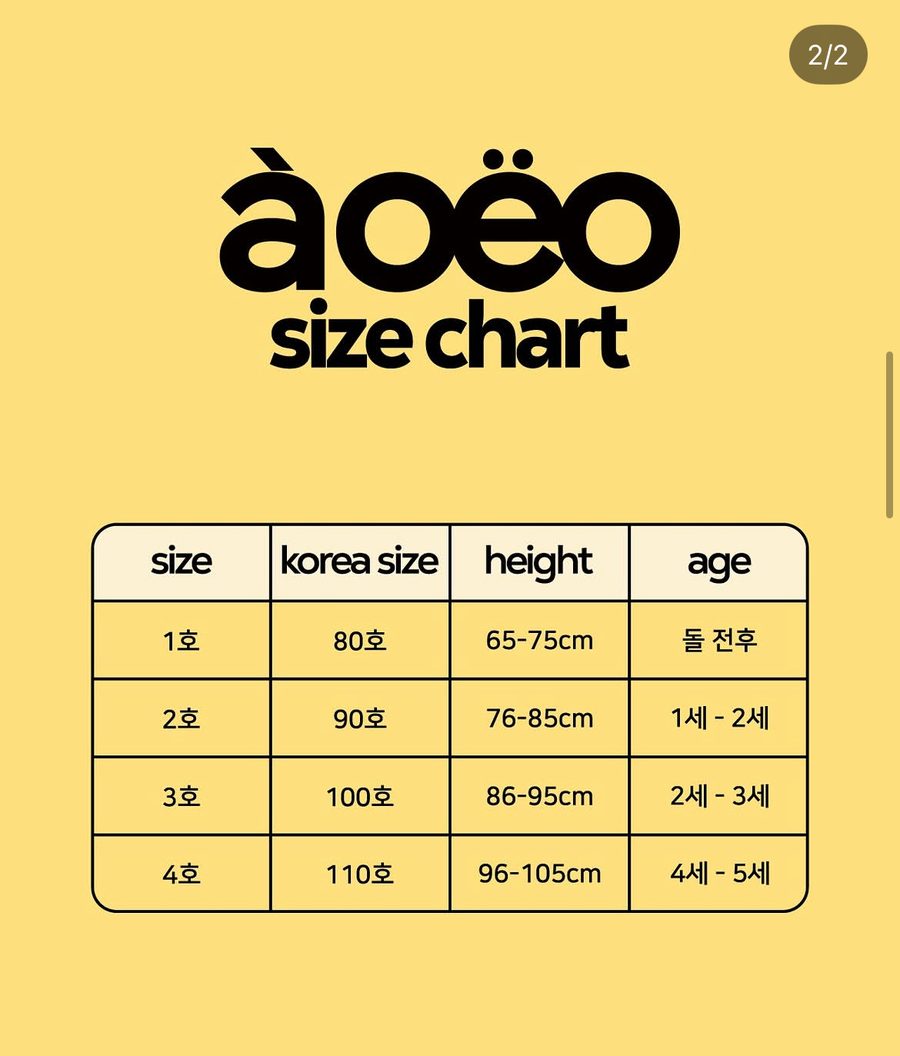 2/2
àoëo
size chart
size korea size height age
1호 80호 65-75cm 돌 전후
2호 90호 76-85cm 1세 - 2세
3호 100호 86-95cm 2세 - 3세
4호 110호 96-105cm 4세 - 5세